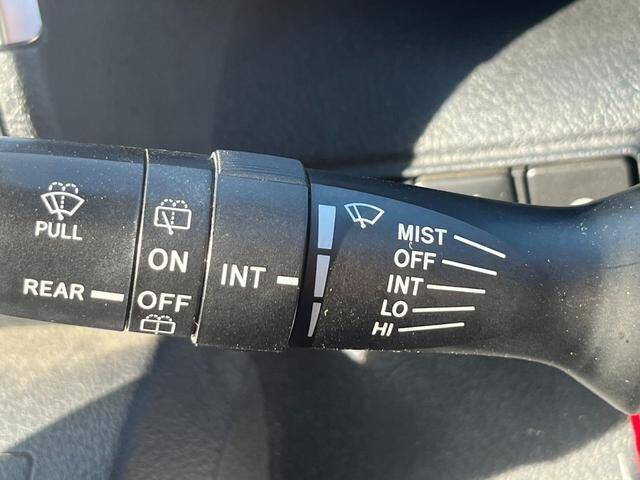 PULL
REAR
ON
OFF
INT
MIST
OFF
INT
LO
HI